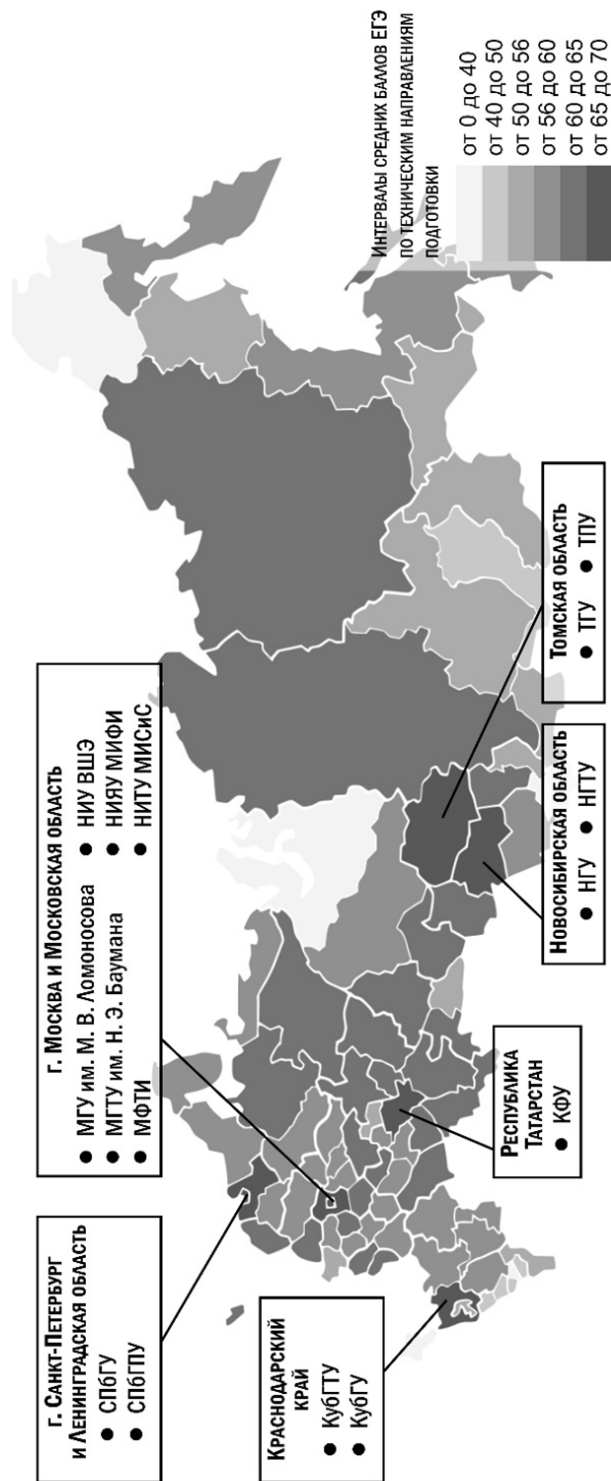 г. Санкт-Петербург
и Ленинградская область
● СПбГУ
● СПбГПУ
г. Москва и Московская область
● МГУ им. М. В. Ломоносова
● МГТУ им. Н. Э. Баумана
● МФТИ
● НИУ ВШЭ
● НИЯУ МИФИ
● НИТУ МИСиС
Интервалы средних баллов ЕГЭ
по техническим направлениям
подготовки
от 0 до 40
от 40 до 50
от 50 до 56
от 56 до 60
от 60 до 65
от 65 до 70
Краснодарский
край
● КубГТУ
● КубГУ
Республика
Татарстан
● КФУ
Новосибирская область
● НГУ ● НГТУ
Томская область
● ТГУ ● ТПУ